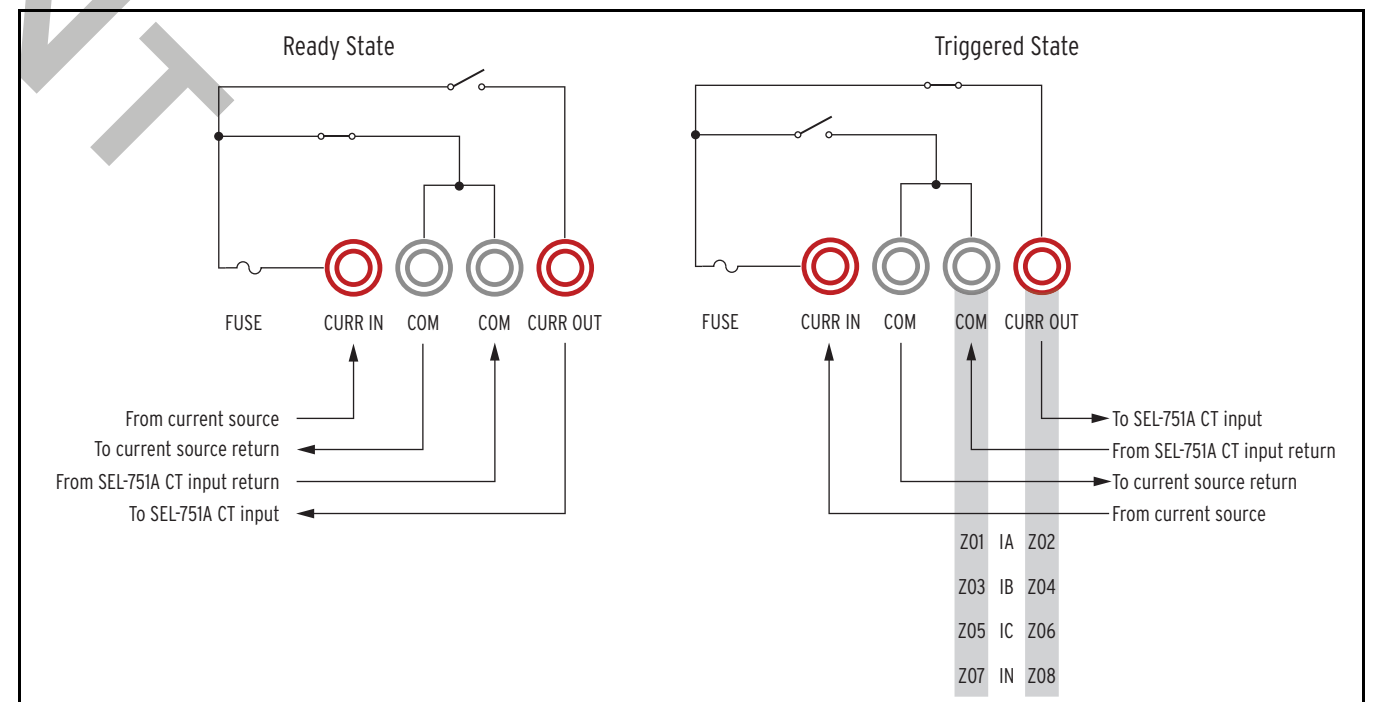 Ready State
Triggered State
FUSE CURR IN COM COM CURR OUT
FUSE CURR IN COM COM CURR OUT
From current source
To current source return
From SEL-751A CT input return
To SEL-751A CT input
To SEL-751A CT input
From SEL-751A CT input return
To current source return
From current source
Z01 IA Z02
Z03 IB Z04
Z05 IC Z06
Z07 IN Z08